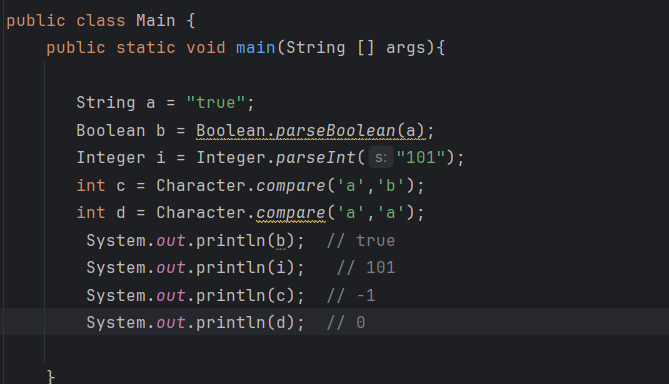 public class Main {
public static void main(String [] args){
String a = "true";
Boolean b = Boolean.parseBoolean(a);
Integer i = Integer.parseInt( s: "101");
int c = Character.compare('a','b');
int d = Character.compare('a','a');
System.out.println(b);  // true
System.out.println(i);   // 101
System.out.println(c);  // -1
System.out.println(d);  // 0
}